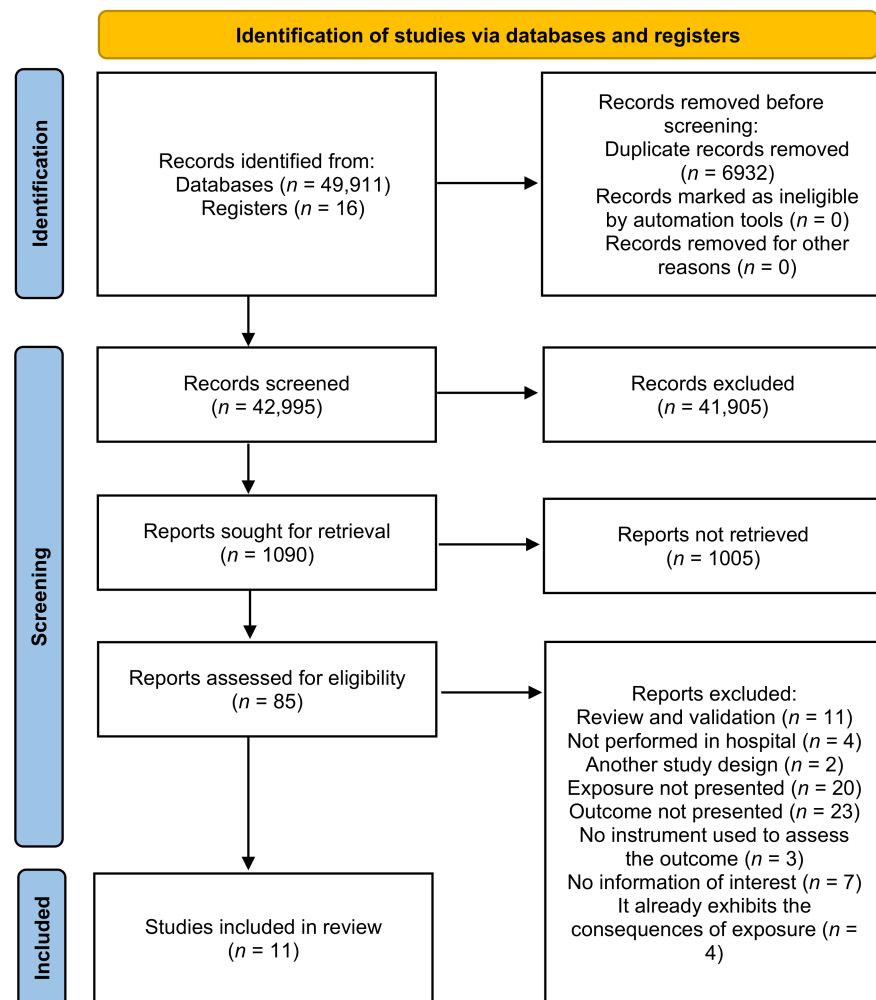 Identification of studies via databases and registers
Identification
Records identified from:
Databases (n = 49,911)
Registers (n = 16)
Records removed before
screening:
Duplicate records removed
(n = 6932)
Records marked as ineligible
by automation tools (n = 0)
Records removed for other
reasons (n = 0)
Screening
Records screened
(n = 42,995)
Records excluded
(n = 41,905)
Reports sought for retrieval
(n = 1090)
Reports not retrieved
(n = 1005)
Reports assessed for eligibility
(n = 85)
Reports excluded:
Review and validation (n = 11)
Not performed in hospital (n = 4)
Another study design (n = 2)
Exposure not presented (n = 20)
Outcome not presented (n = 23)
No instrument used to assess
the outcome (n = 3)
No information of interest (n = 7)
It already exhibits the
consequences of exposure (n =
4)
Included
Studies included in review
(n = 11)